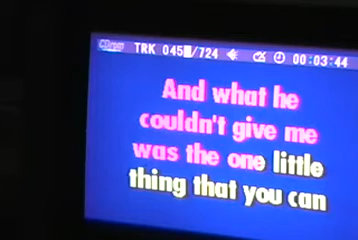 TRK 045/724 00:03:44
And what he
couldn't give me
was the one little
thing that you can